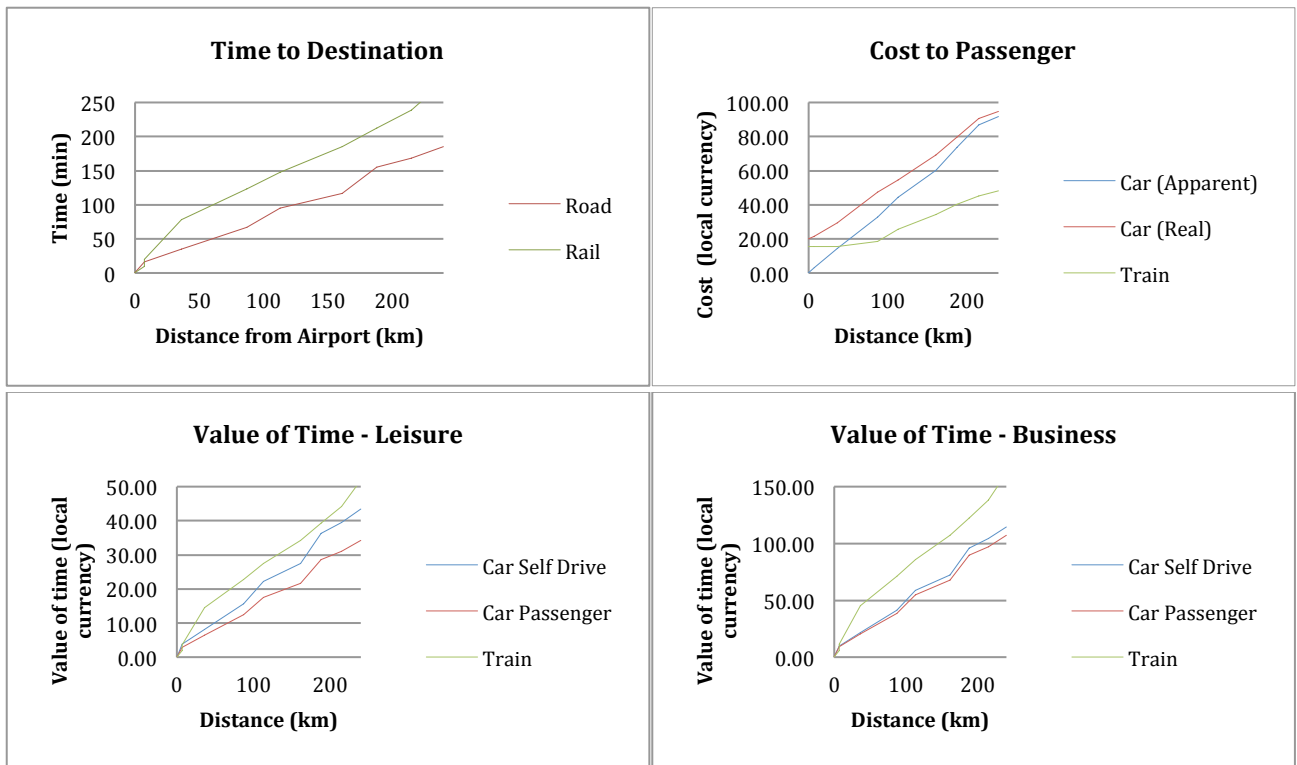 Time to Destination
Time (min)
250
200
150
100
50
0
0 50 100 150 200
Distance from Airport (km)
Road
Rail
Cost to Passenger
Cost (local currency)
100.00
80.00
60.00
40.00
20.00
0.00
0 100 200
Distance (km)
Car (Apparent)
Car (Real)
Train
Value of Time - Leisure
Value of time (local
currency)
50.00
40.00
30.00
20.00
10.00
0.00
0 100 200
Distance (km)
Car Self Drive
Car Passenger
Train
Value of Time - Business
Value of time (local
currency)
150.00
100.00
50.00
0.00
0 100 200
Distance (km)
Car Self Drive
Car Passenger
Train